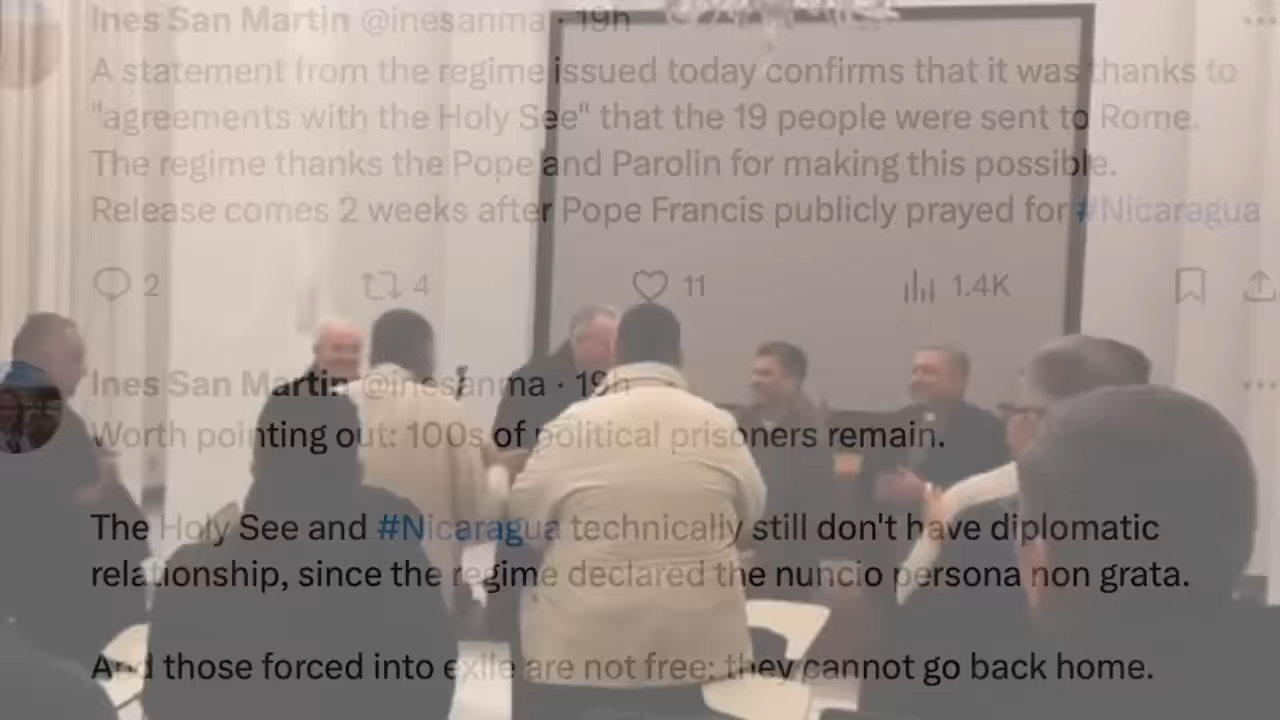 Ines San Martin @inesanma · 19h
A statement from the regime issued today confirms that it was thanks to
"agreements with the Holy See" that the 19 people were sent to Rome.
The regime thanks the Pope and Parolin for making this possible.
Release comes 2 weeks after Pope Francis publicly prayed for #Nicaragua
2 4 11 1.4K
Ines San Martin @inesanma · 19h
Worth pointing out: 100s of political prisoners remain.
The Holy See and #Nicaragua technically still don't have diplomatic
relationship, since the regime declared the nuncio persona non grata.
And those forced into exile are not free: they cannot go back home.